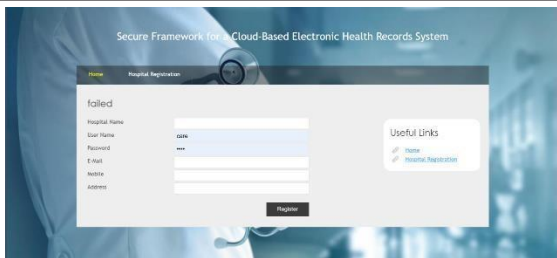 Secure Framework for a Cloud-Based Electronic Health Records System
Home Hospital Registration
failed
Hospital Name
User Name
Password ••••
E-Mail
Mobile
Address
Register
Useful Links
Home
Hospital Registration